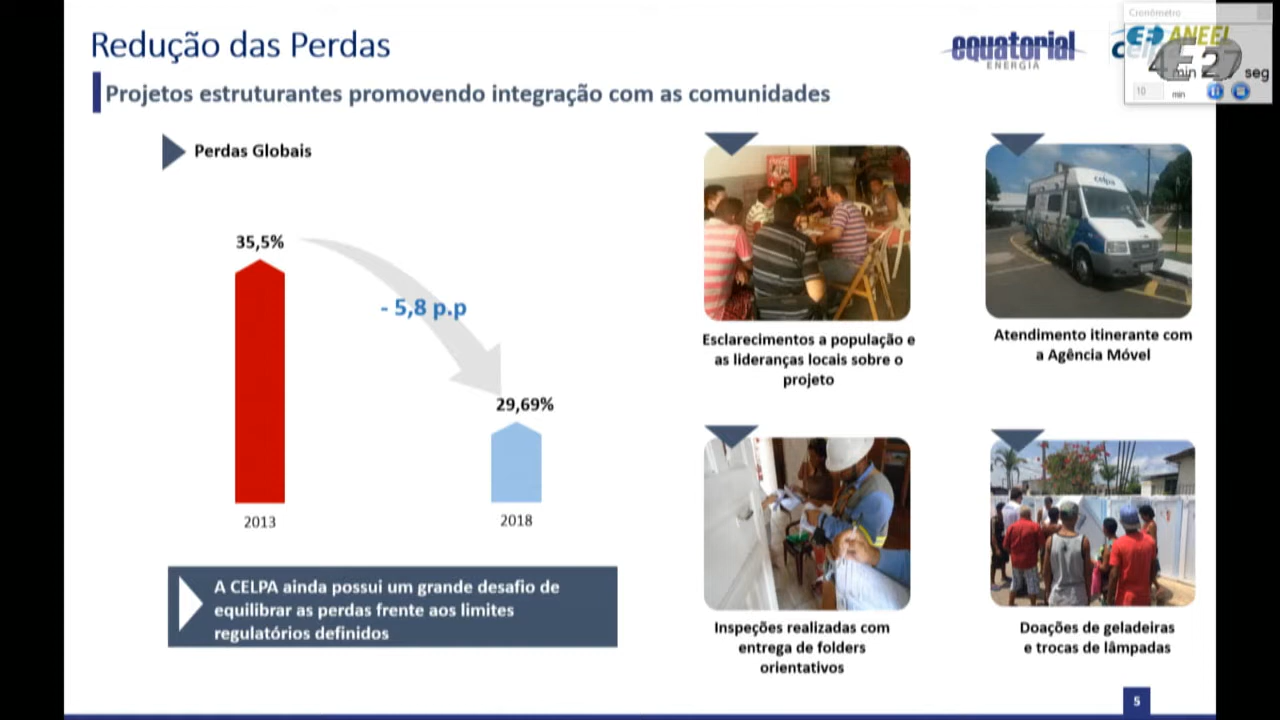 Redução das Perdas
Projetos estruturantes promovendo integração com as comunidades
equatorial
ENERGIA
Cronômetro
ANEEL
min
seg
10
min
Perdas Globais
35,5%
- 5,8 p.p
29,69%
2013
2018
A CELPA ainda possui um grande desafio de
equilibrar as perdas frente aos limites
regulatórios definidos
celpa
Esclarecimentos a população e
as lideranças locais sobre o
projeto
Atendimento itinerante com
a Agência Móvel
Inspeções realizadas com
entrega de folders
orientativos
Doações de geladeiras
e trocas de lâmpadas
5